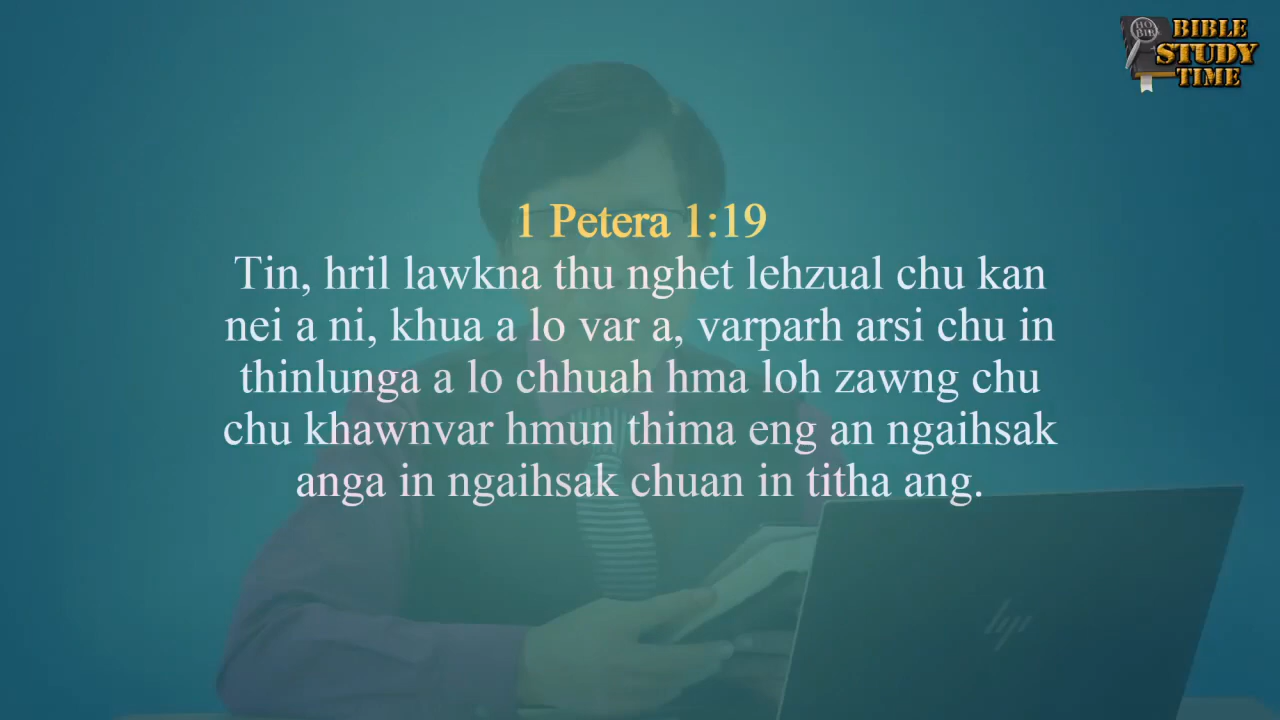 BIBLE
STUDY
TIME
1 Petera 1:19
Tin, hril lawkna thu nghet lehzual chu kan
nei a ni, khua a lo var a, varparh arsi chu in
thinlunga a lo chhuah hma loh zawng chu
chu khawnvar hmun thima eng an ngaihsak
anga in ngaihsak chuan in titha ang.
hp